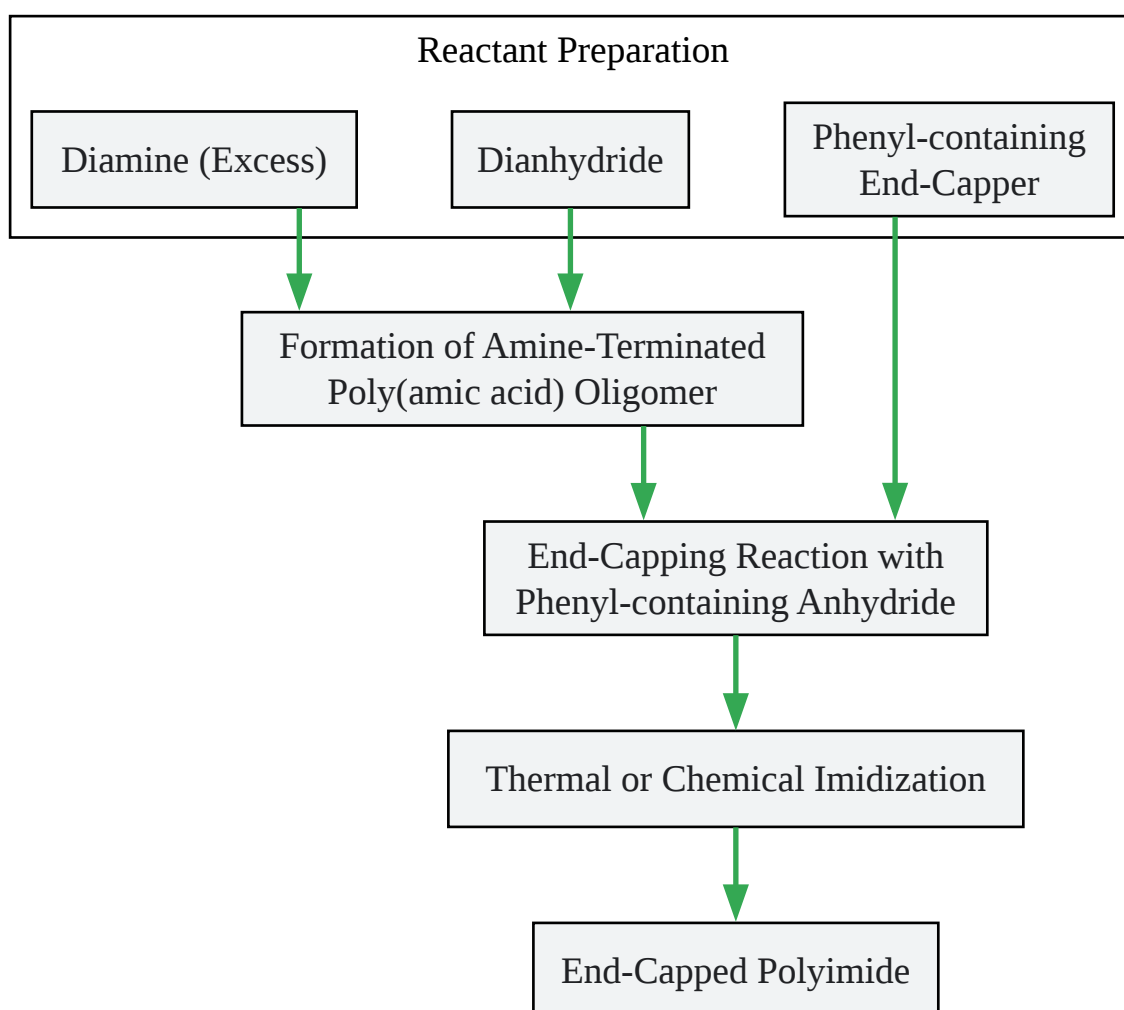 Reactant Preparation
Diamine (Excess)
Dianhydride
Phenyl-containing
End-Capper
Formation of Amine-Terminated
Poly(amic acid) Oligomer
End-Capping Reaction with
Phenyl-containing Anhydride
Thermal or Chemical Imidization
End-Capped Polyimide